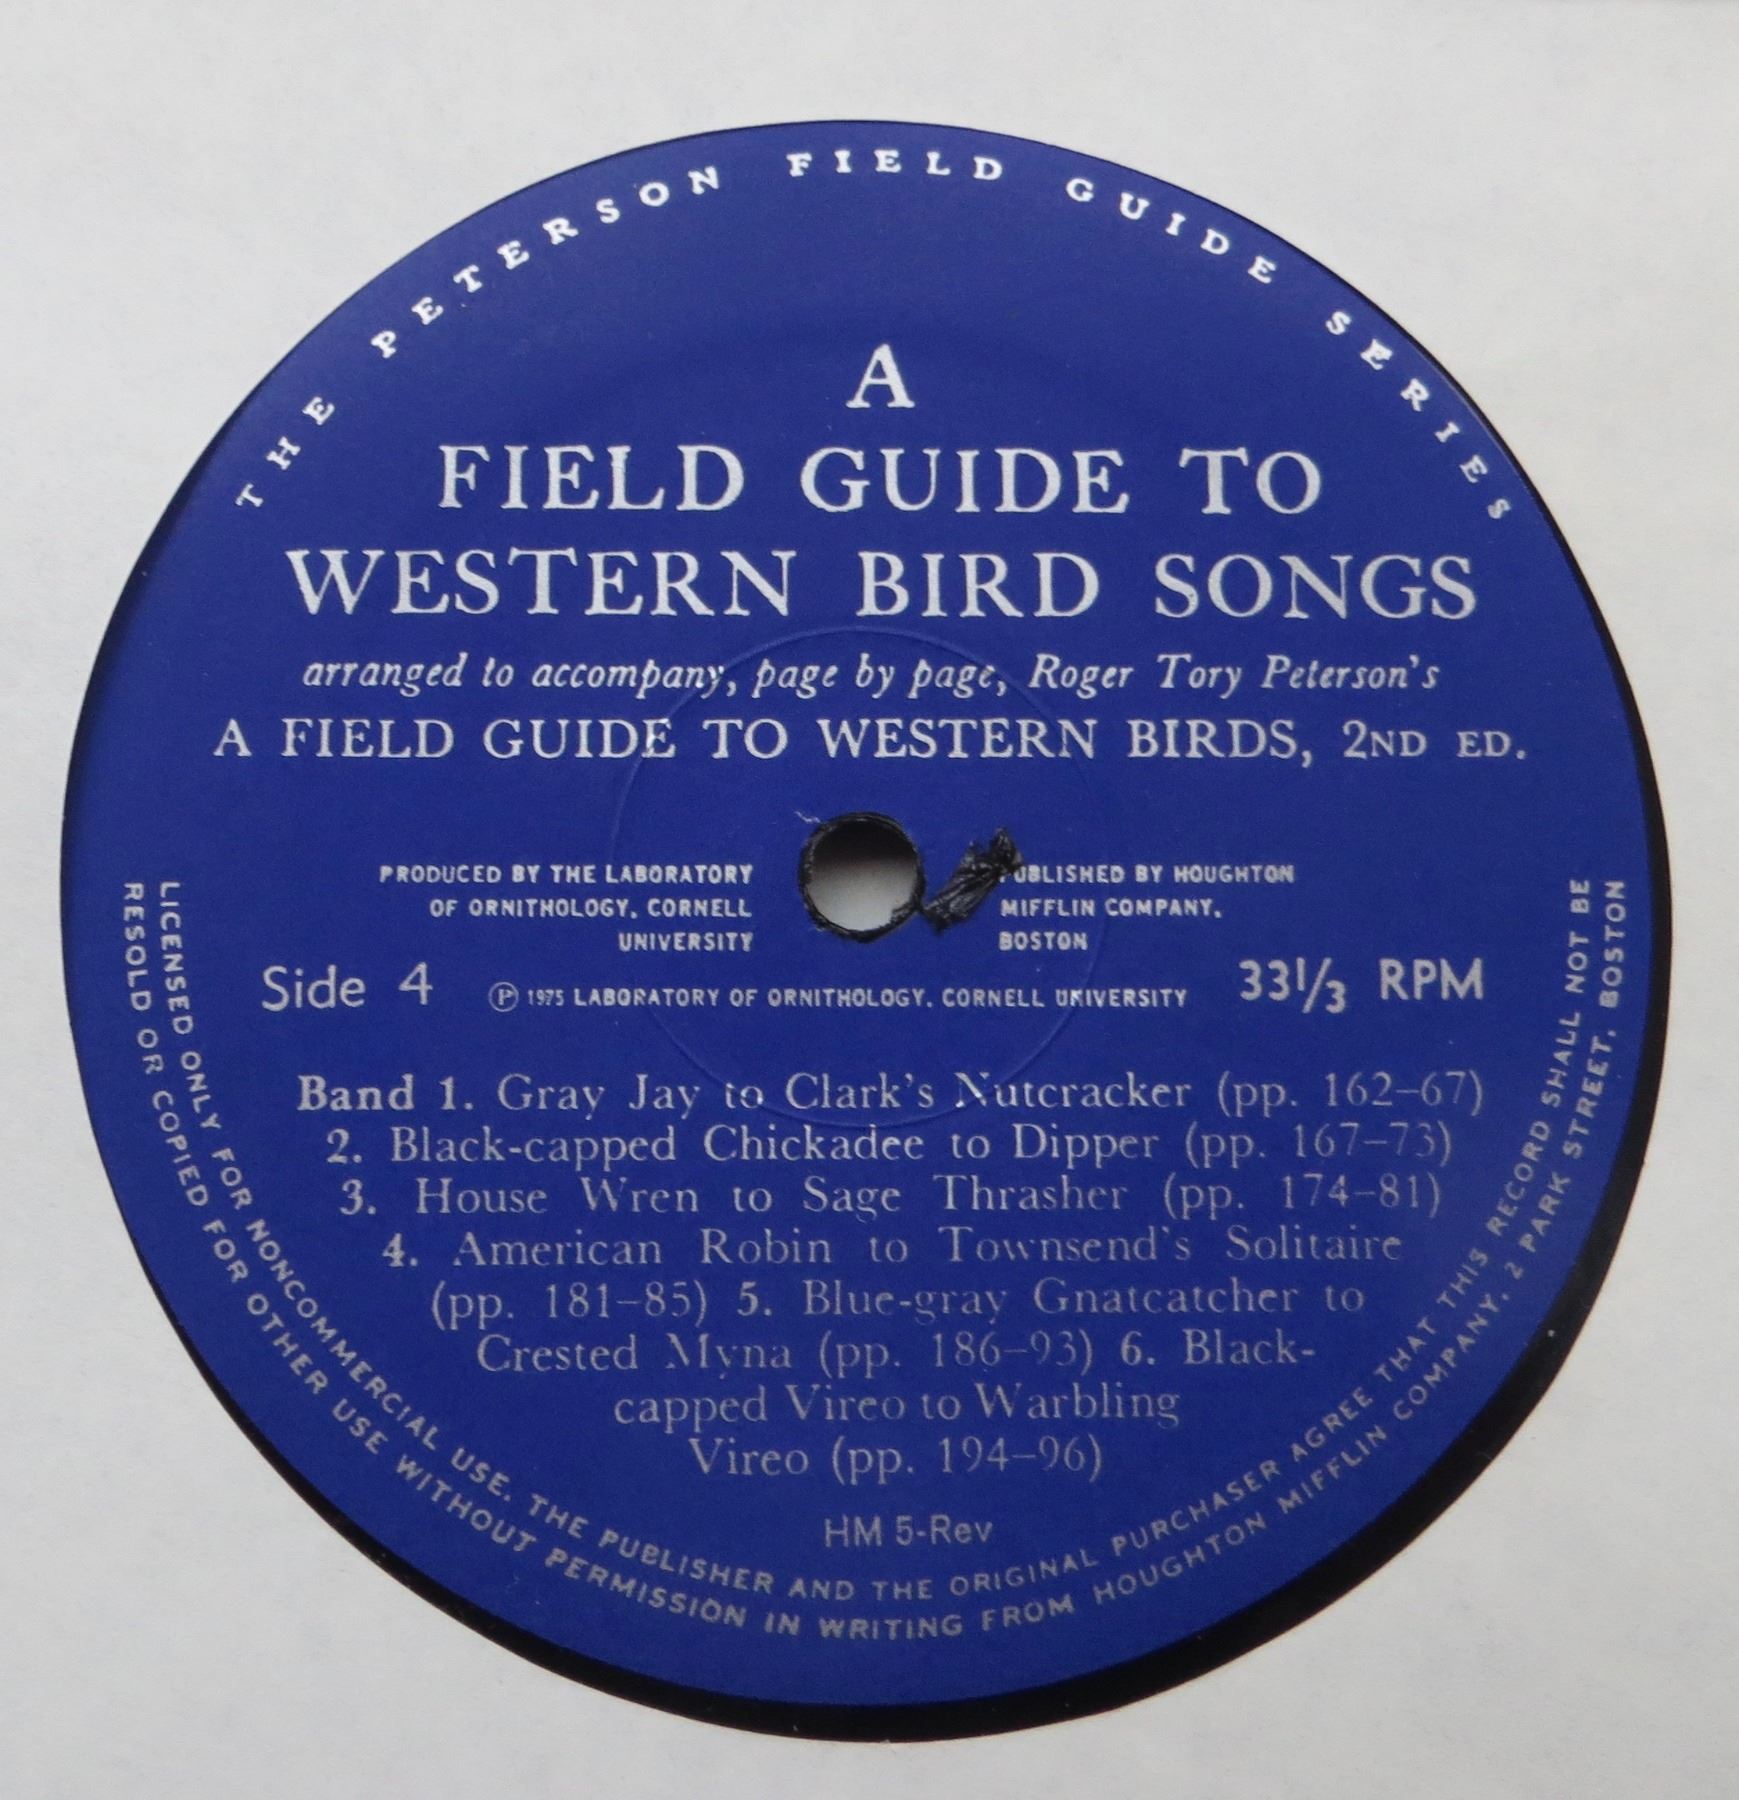 THE PETERSON FIELD GUIDE SERIES
A
FIELD GUIDE TO
WESTERN BIRD SONGS
arranged to accompany, page by page, Roger Tory Peterson's
A FIELD GUIDE TO WESTERN BIRDS, 2ND ED.
PRODUCED BY THE LABORATORY
OF ORNITHOLOGY, CORNELL
UNIVERSITY
PUBLISHED BY HOUGHTON
MIFFLIN COMPANY,
BOSTON
Side 4
Ⓟ 1975 LABORATORY OF ORNITHOLOGY, CORNELL UNIVERSITY
33⅓ RPM
Band 1. Gray Jay to Clark's Nutcracker (pp. 162–67)
2. Black-capped Chickadee to Dipper (pp. 167–73)
3. House Wren to Sage Thrasher (pp. 174–81)
4. American Robin to Townsend's Solitaire
(pp. 181–85) 5. Blue-gray Gnatcatcher to
Crested Myna (pp. 186–93) 6. Black-
capped Vireo to Warbling
Vireo (pp. 194–96)
HM 5-Rev
LICENSED ONLY FOR NONCOMMERCIAL USE. THE PUBLISHER AND THE ORIGINAL PURCHASER AGREE THAT THIS RECORD SHALL NOT BE
RESOLD OR COPIED FOR OTHER USE WITHOUT PERMISSION IN WRITING FROM HOUGHTON MIFFLIN COMPANY, 2 PARK STREET, BOSTON